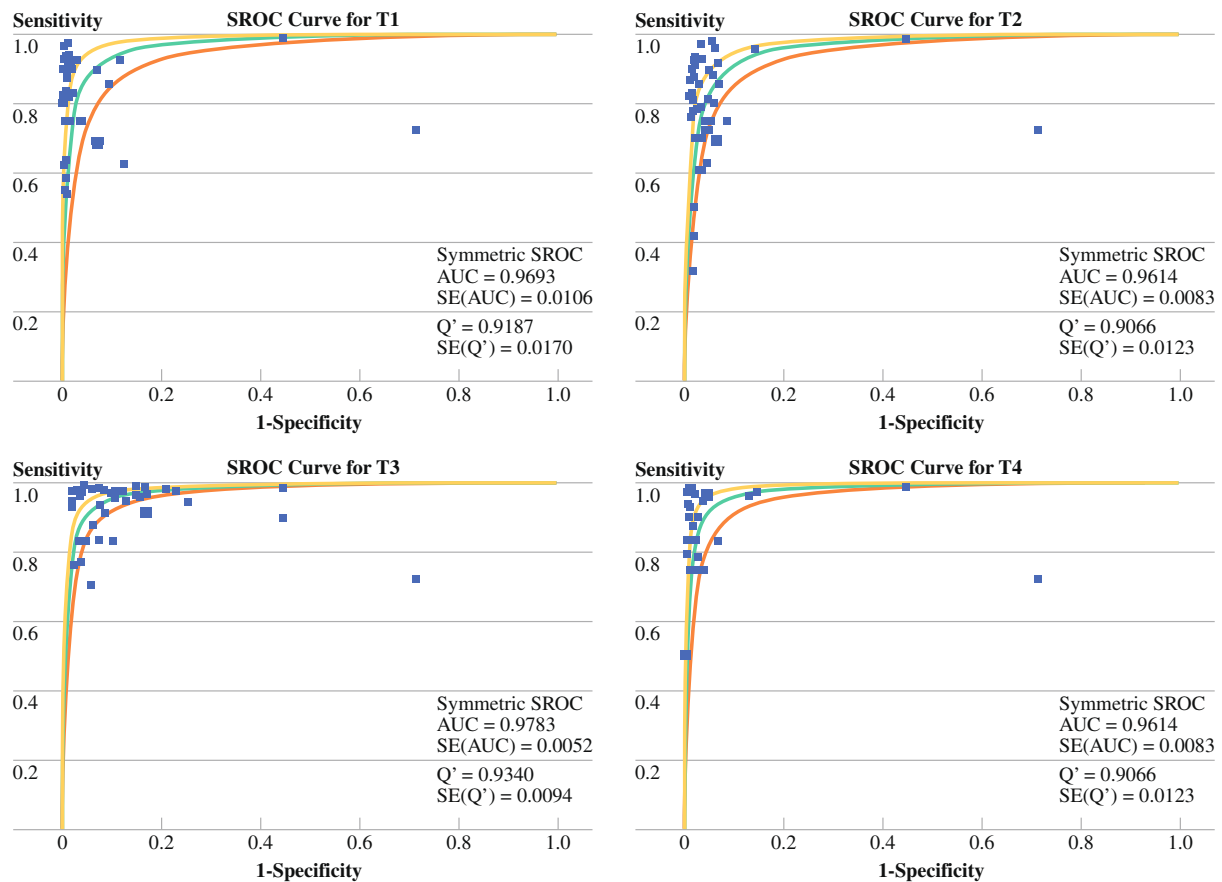 Sensitivity SROC Curve for T1
1.0
0.8
0.6
0.4
Symmetric SROC
AUC = 0.9693
SE(AUC) = 0.0106
0.2
Q’ = 0.9187
SE(Q’) = 0.0170
0 0.2 0.4 0.6 0.8 1.0
1-Specificity
Sensitivity SROC Curve for T2
1.0
0.8
0.6
0.4
Symmetric SROC
AUC = 0.9614
SE(AUC) = 0.0083
0.2
Q’ = 0.9066
SE(Q’) = 0.0123
0 0.2 0.4 0.6 0.8 1.0
1-Specificity
Sensitivity SROC Curve for T3
1.0
0.8
0.6
0.4
Symmetric SROC
AUC = 0.9783
SE(AUC) = 0.0052
0.2
Q’ = 0.9340
SE(Q’) = 0.0094
0 0.2 0.4 0.6 0.8 1.0
1-Specificity
Sensitivity SROC Curve for T4
1.0
0.8
0.6
0.4
Symmetric SROC
AUC = 0.9614
SE(AUC) = 0.0083
0.2
Q’ = 0.9066
SE(Q’) = 0.0123
0 0.2 0.4 0.6 0.8 1.0
1-Specificity